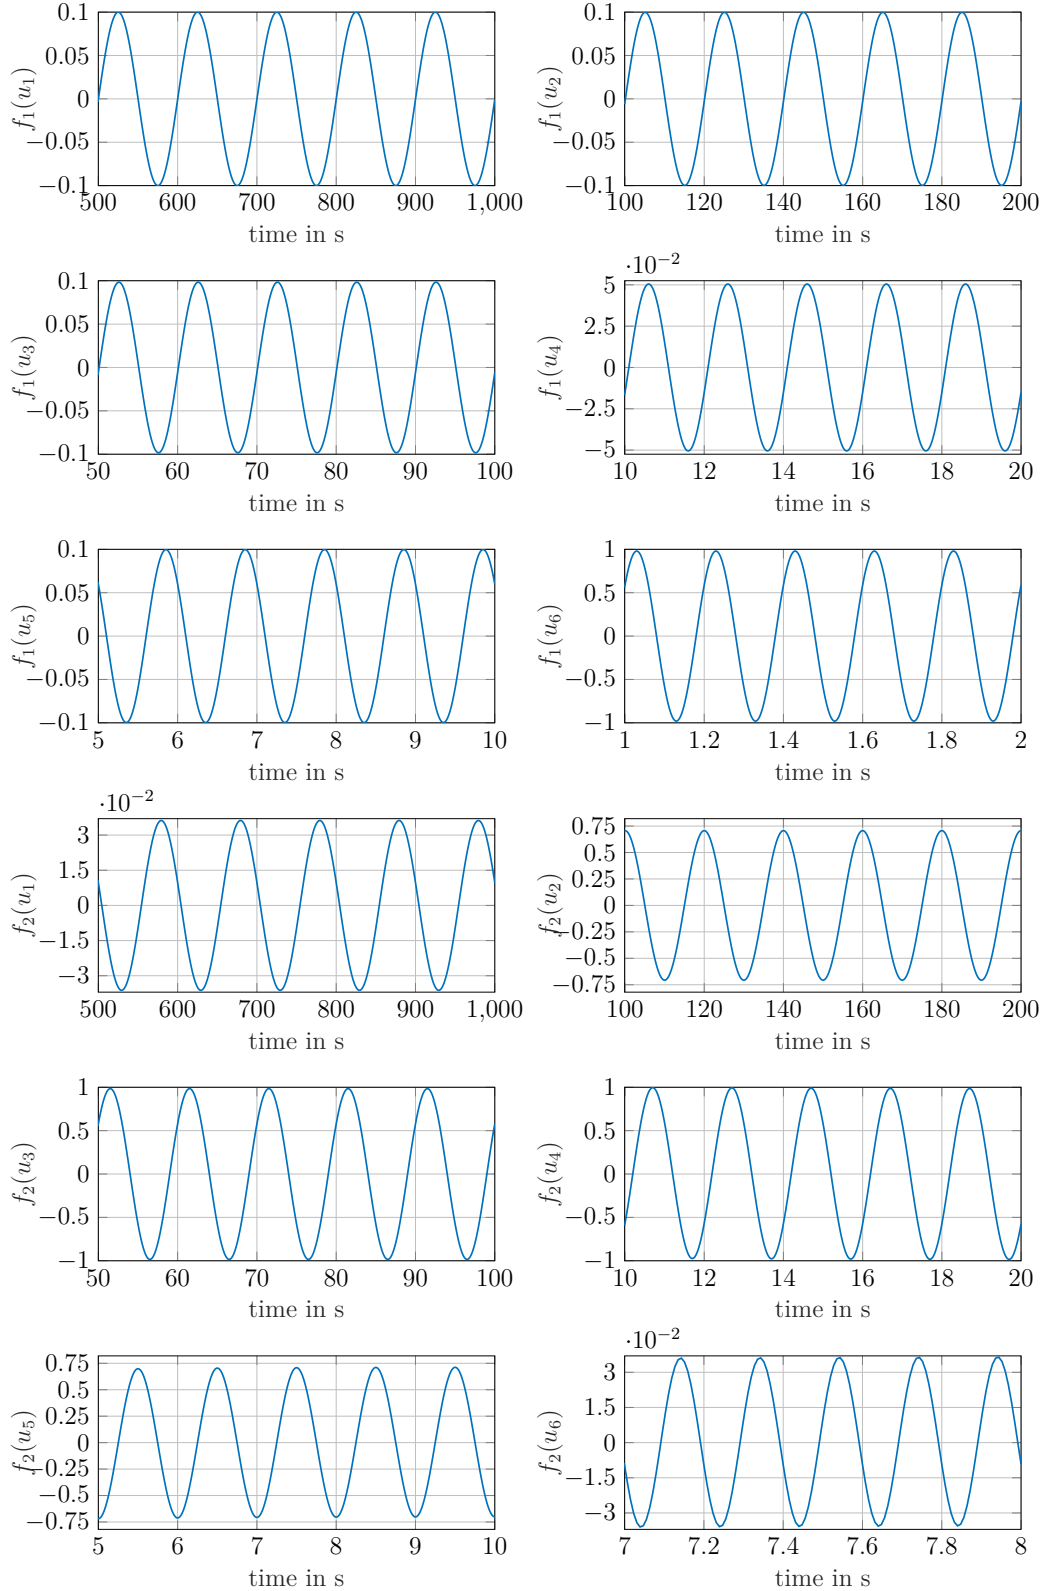 0.1
0.05
0
−0.05
−0.1
f₁(u₁)
500 600 700 800 900 1,000
time in s
0.1
0.05
0
−0.05
−0.1
f₁(u₂)
100 120 140 160 180 200
time in s
0.1
0.05
0
−0.05
−0.1
f₁(u₃)
50 60 70 80 90 100
time in s
·10⁻²
5
2.5
0
−2.5
−5
f₁(u₄)
10 12 14 16 18 20
time in s
0.1
0.05
0
−0.05
−0.1
f₁(u₅)
5 6 7 8 9 10
time in s
1
0.5
0
−0.5
−1
f₁(u₆)
1 1.2 1.4 1.6 1.8 2
time in s
·10⁻²
3
1.5
0
−1.5
−3
f₂(u₁)
500 600 700 800 900 1,000
time in s
0.75
0.5
0.25
0
−0.25
−0.5
−0.75
f₂(u₂)
100 120 140 160 180 200
time in s
1
0.5
0
−0.5
−1
f₂(u₃)
50 60 70 80 90 100
time in s
1
0.5
0
−0.5
−1
f₂(u₄)
10 12 14 16 18 20
time in s
0.75
0.5
0.25
0
−0.25
−0.5
−0.75
f₂(u₅)
5 6 7 8 9 10
time in s
·10⁻²
3
1.5
0
−1.5
−3
f₂(u₆)
7 7.2 7.4 7.6 7.8 8
time in s